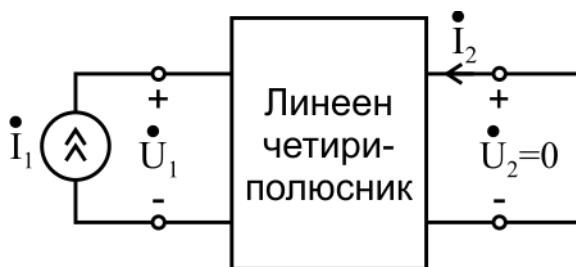 İ₁
+
U̇₁
-
Линеен
четири-
полюсник
İ₂
+
U̇₂=0
-